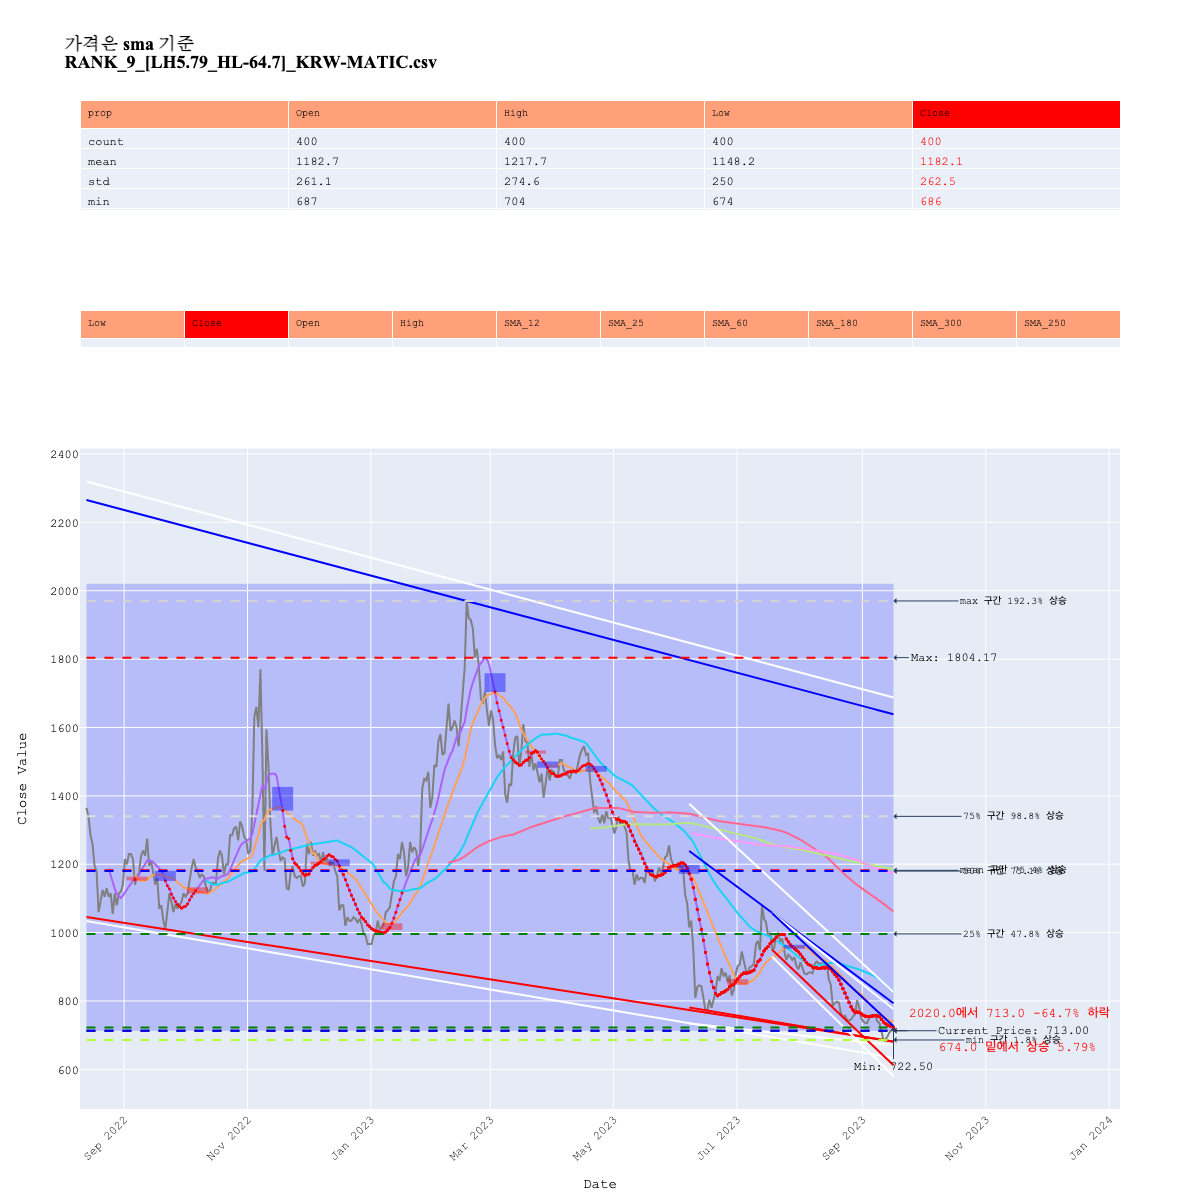 가격은 sma 기준
RANK_9_[LH5.79_HL-64.7]_KRW-MATIC.csv
prop Open High Low Close
count 400 400 400 400
mean 1182.7 1217.7 1148.2 1182.1
std 261.1 274.6 250 262.5
min 687 704 674 686
Low Close Open High SMA_12 SMA_25 SMA_60 SMA_180 SMA_300 SMA_250
2400
2200
2000
max 구간 192.3% 상승
1800
Max: 1804.17
1600
Close Value
1400
75% 구간 98.8% 상승
1200
1000
25% 구간 47.8% 상승
800
2020.0에서 713.0 -64.7% 하락
Current Price: 713.00
min 구간 1.8% 상승
674.0 밑에서 상승 5.79%
Min: 722.50
600
Sep 2022 Nov 2022 Jan 2023 Mar 2023 May 2023 Jul 2023 Sep 2023 Nov 2023 Jan 2024
Date